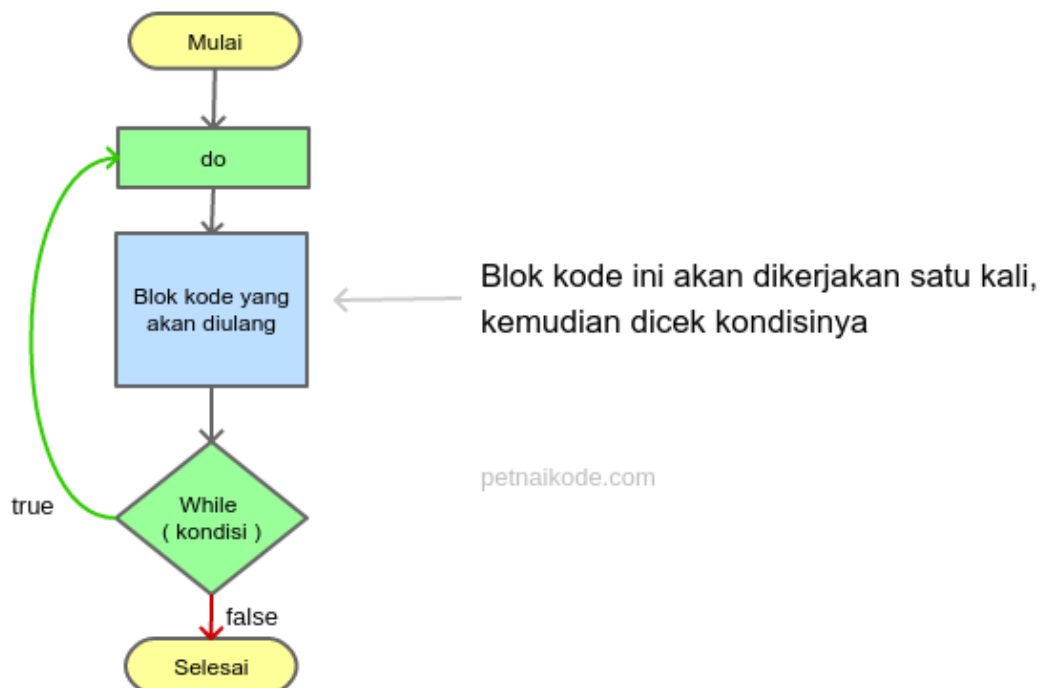 Mulai
do
Blok kode yang
akan diulang
Blok kode ini akan dikerjakan satu kali,
kemudian dicek kondisinya
petnaikode.com
true
While
( kondisi )
false
Selesai